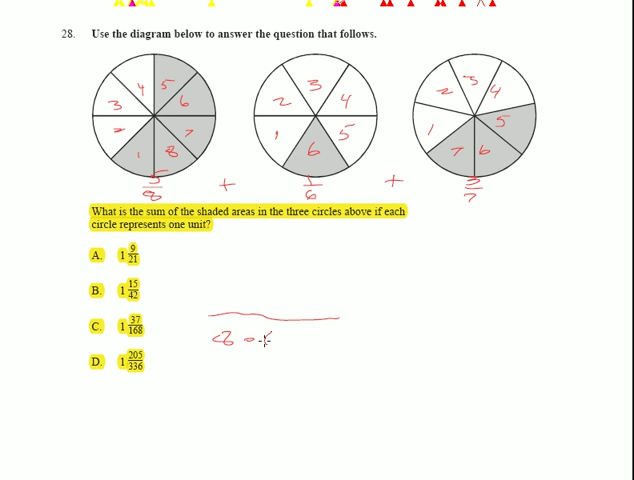 28. Use the diagram below to answer the question that follows.
4 5
3 6
2 7
1 8
3
2 4
1 5
6
3
2 4
1 5
7 6
5/8 + 1/6 + 3/7
What is the sum of the shaded areas in the three circles above if each
circle represents one unit?
A. 1 9/21
B. 1 15/42
C. 1 37/168
D. 1 205/336
8